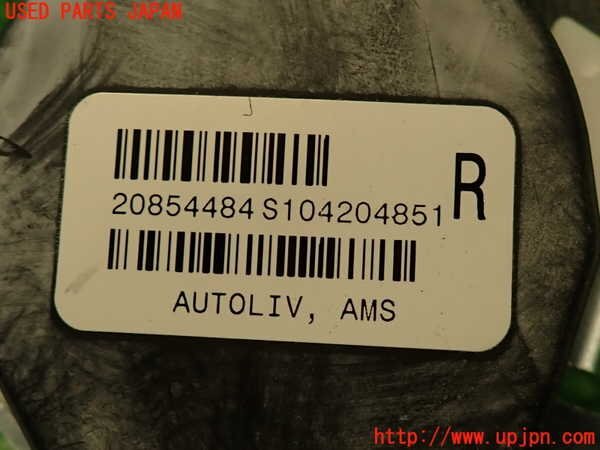 USED PARTS JAPAN
20854484 S104204851
R
AUTOLIV, AMS
http://www.upjpn.com